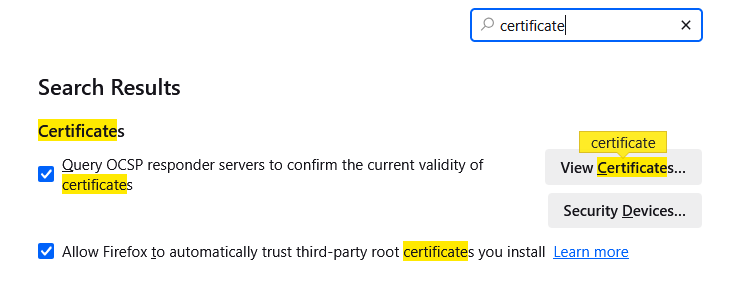 certificate
Search Results
Certificates
certificate
Query OCSP responder servers to confirm the current validity of
certificates
View Certificates...
Security Devices...
Allow Firefox to automatically trust third-party root certificates you install Learn more